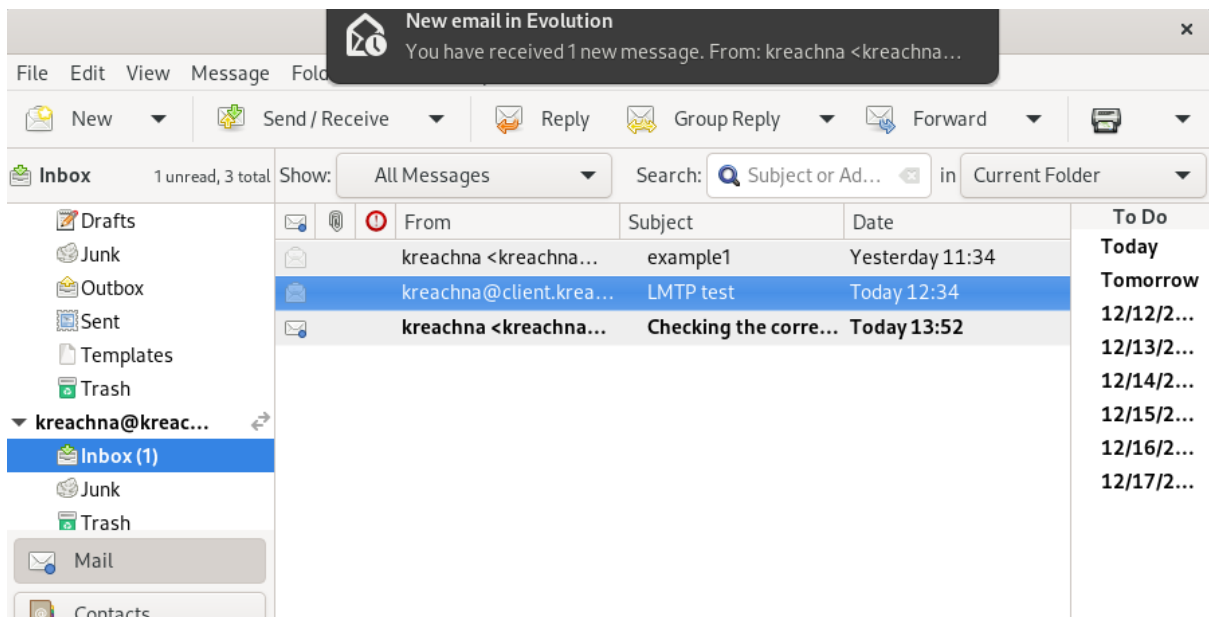 New email in Evolution
You have received 1 new message. From: kreachna <kreachna...
File Edit View Message
New Send / Receive Reply Group Reply Forward
Inbox 1 unread, 3 total Show: All Messages Search: Subject or Ad... in Current Folder
From Subject Date
kreachna <kreachna... example1 Yesterday 11:34
kreachna@client.krea... LMTP test Today 12:34
kreachna <kreachna... Checking the corre... Today 13:52
Drafts
Junk
Outbox
Sent
Templates
Trash
kreachna@kreac...
Inbox (1)
Junk
Trash
Mail
Contacts
To Do
Today
Tomorrow
12/12/2...
12/13/2...
12/14/2...
12/15/2...
12/16/2...
12/17/2...